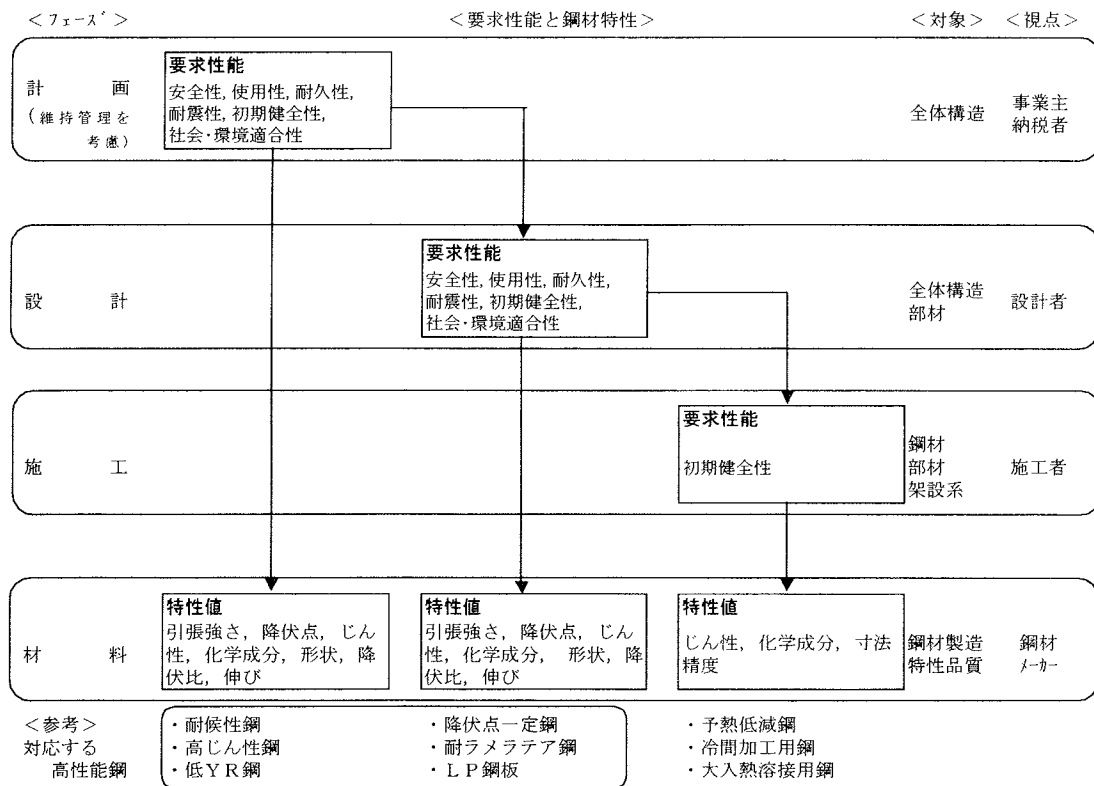 <フェーズ> <要求性能と鋼材特性> <対象> <視点>
要求性能
安全性, 使用性, 耐久性,
耐震性, 初期健全性,
社会・環境適合性
計画
(維持管理を
考慮)
全体構造
事業主
納税者
要求性能
安全性, 使用性, 耐久性,
耐震性, 初期健全性,
社会・環境適合性
設計
全体構造
部材
設計者
要求性能
初期健全性
施工
鋼材
部材
架設系
施工者
特性値
引張強さ, 降伏点, じん
性, 化学成分, 形状, 降
伏比, 伸び
特性値
引張強さ, 降伏点, じん
性, 化学成分, 形状, 降
伏比, 伸び
特性値
じん性, 化学成分, 寸法
精度
材料
鋼材製造
特性品質
鋼材
メーカー
<参考>
対応する
高性能鋼
・耐候性鋼
・高じん性鋼
・低YR鋼
・降伏点一定鋼
・耐ラメラテア鋼
・LP鋼板
・予熱低減鋼
・冷間加工用鋼
・大入熱溶接用鋼